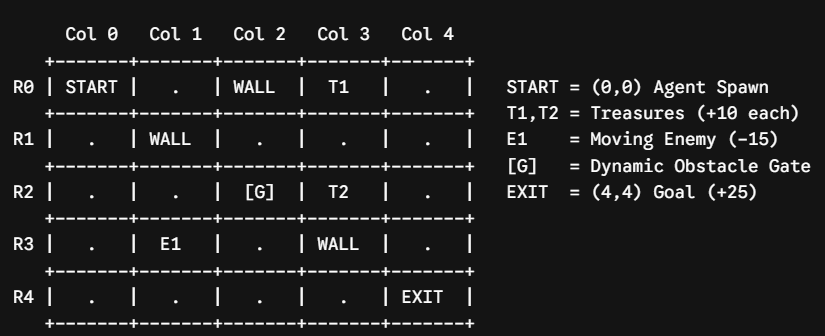 Col 0   Col 1   Col 2   Col 3   Col 4
   +-------+-------+-------+-------+-------+
R0 | START |   .   | WALL  |  T1   |   .   |   START = (0,0) Agent Spawn
   +-------+-------+-------+-------+-------+   T1,T2 = Treasures (+10 each)
R1 |   .   | WALL  |   .   |   .   |   .   |   E1    = Moving Enemy (-15)
   +-------+-------+-------+-------+-------+   [G]   = Dynamic Obstacle Gate
R2 |   .   |   .   |  [G]  |  T2   |   .   |   EXIT  = (4,4) Goal (+25)
   +-------+-------+-------+-------+-------+
R3 |   .   |  E1   |   .   | WALL  |   .   |
   +-------+-------+-------+-------+-------+
R4 |   .   |   .   |   .   |   .   | EXIT  |
   +-------+-------+-------+-------+-------+